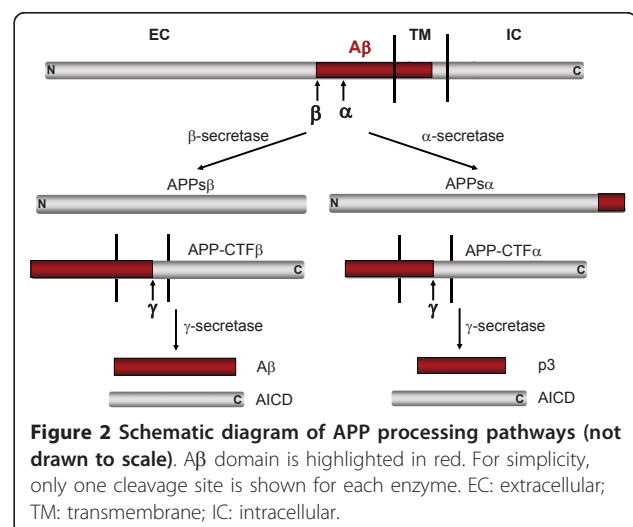 EC
Aβ
TM
IC
N
C
β
α
β-secretase
α-secretase
APPsβ
APPsα
N
N
APP-CTFβ
APP-CTFα
C
C
γ
γ
γ-secretase
γ-secretase
Aβ
p3
C
AICD
C
AICD
Figure 2 Schematic diagram of APP processing pathways (not
drawn to scale). Aβ domain is highlighted in red. For simplicity,
only one cleavage site is shown for each enzyme. EC: extracellular;
TM: transmembrane; IC: intracellular.